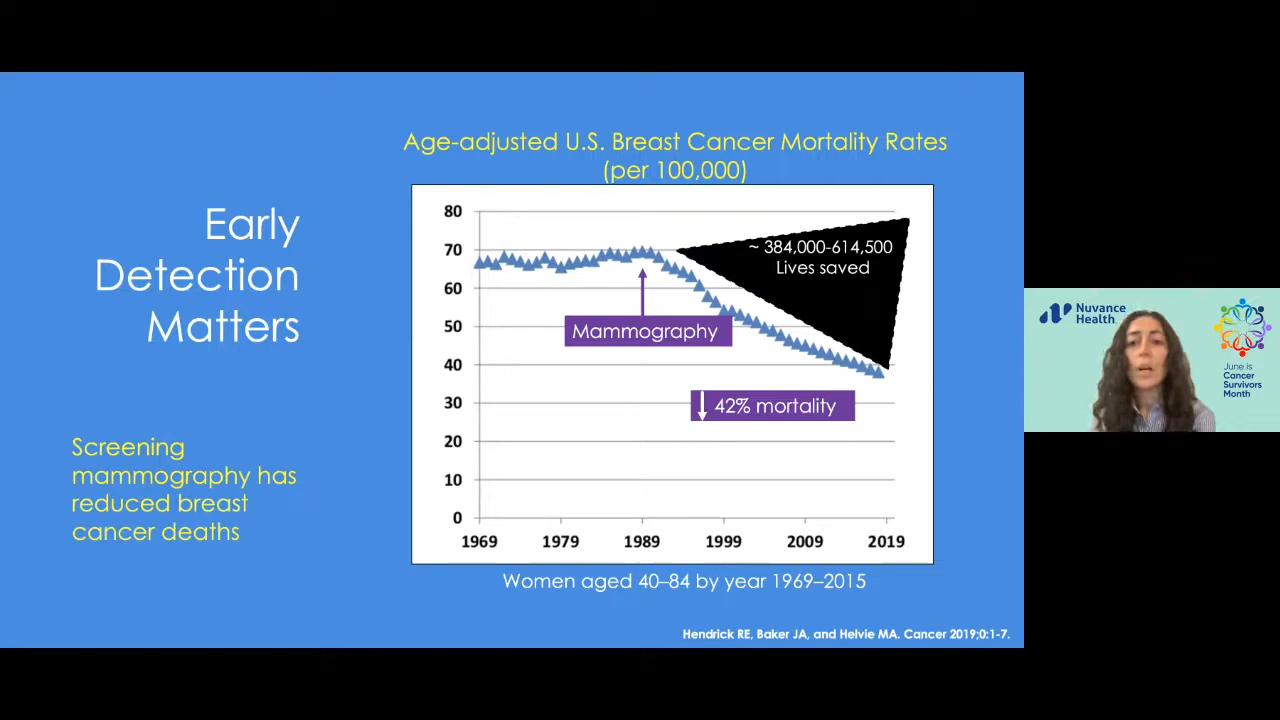 Early
Detection
Matters
Screening
mammography has
reduced breast
cancer deaths
Age-adjusted U.S. Breast Cancer Mortality Rates
(per 100,000)
80
70
60
50
40
30
20
10
0
1969 1979 1989 1999 2009 2019
~ 384,000-614,500
Lives saved
Mammography
42% mortality
Women aged 40–84 by year 1969–2015
Hendrick RE, Baker JA, and Helvie MA. Cancer 2019;0:1-7.
Nuvance
Health
June is
Cancer
Survivors
Month